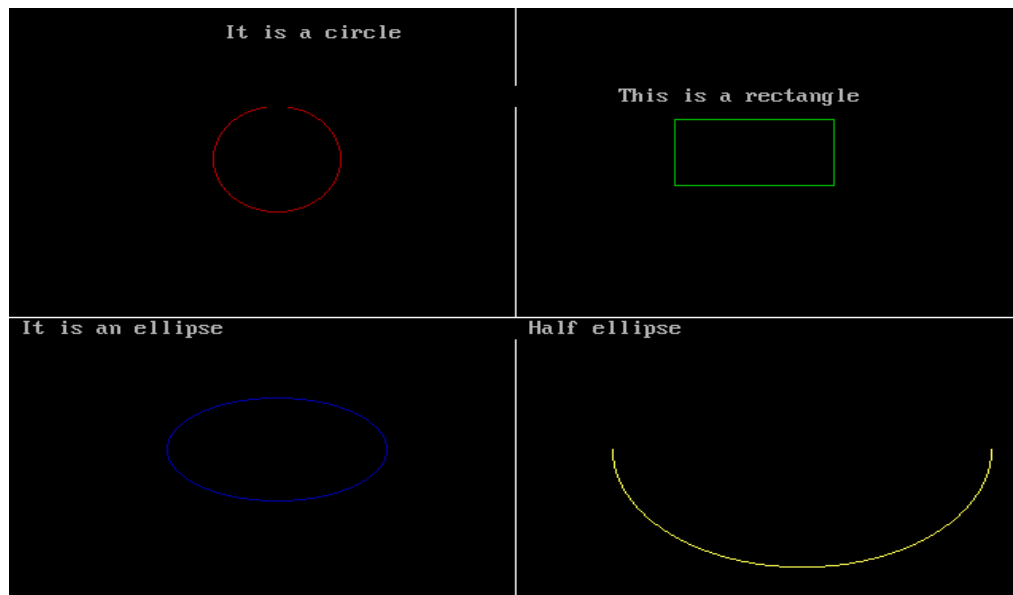 It is a circle
This is a rectangle
It is an ellipse
Half ellipse